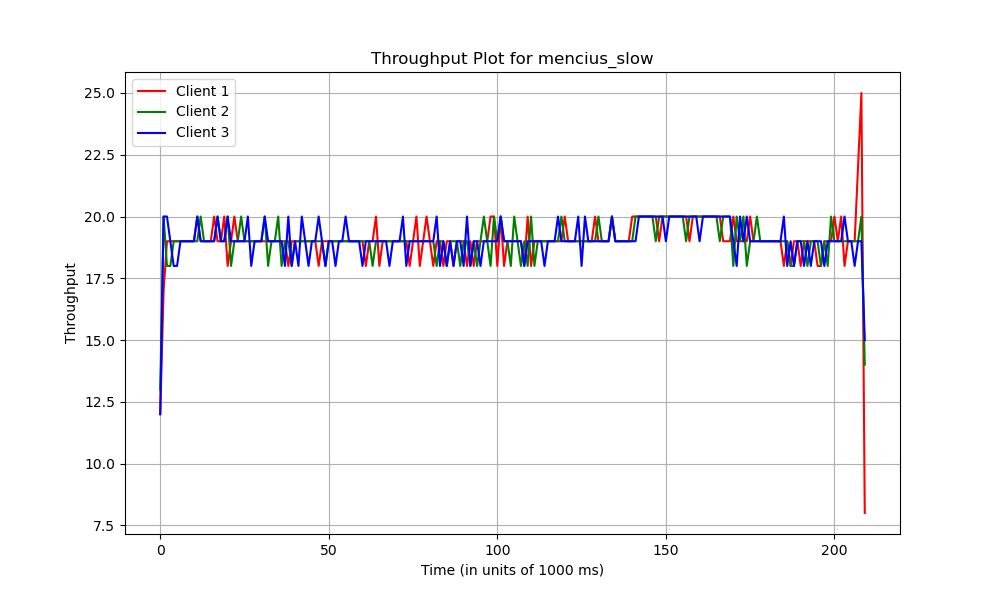 Throughput Plot for mencius_slow
Client 1
Client 2
Client 3
Throughput
25.0
22.5
20.0
17.5
15.0
12.5
10.0
7.5
0
50
100
150
200
Time (in units of 1000 ms)